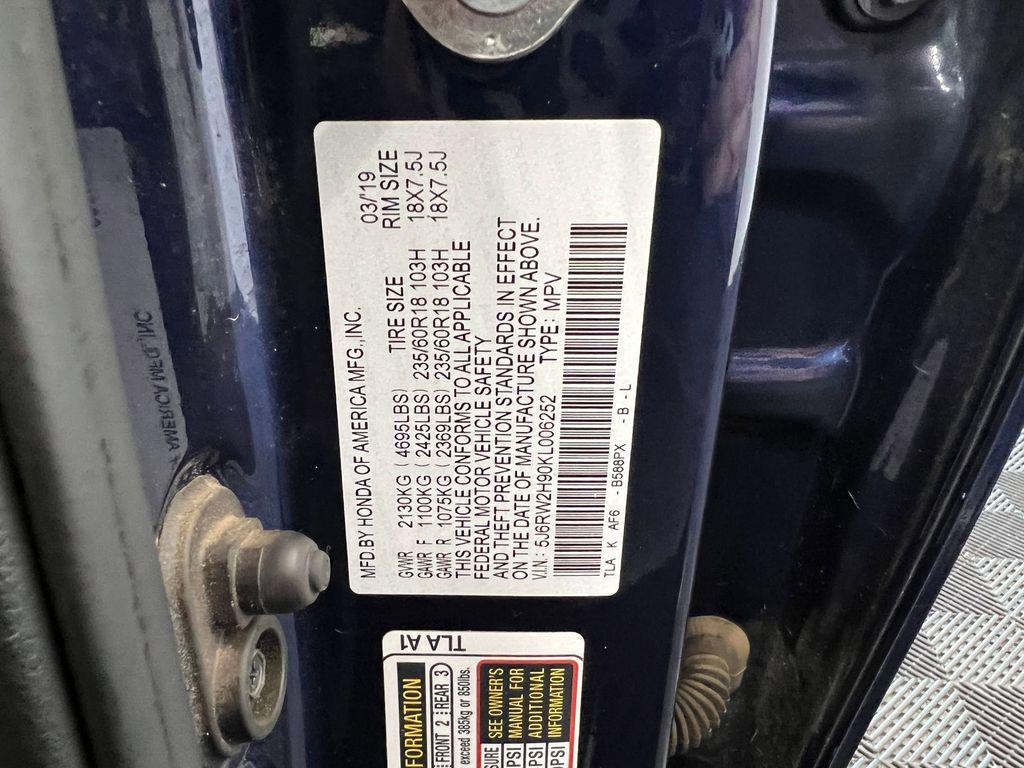 MFD.BY HONDA OF AMERICA MFG.,INC. 03/'19
TIRE SIZE RIM SIZE
GVWR 2130KG ( 4695LBS)
GAWR F 1100KG ( 2425LBS) 235/60R18 103H 18X7.5J
GAWR R 1075KG ( 2369LBS) 235/60R18 103H 18X7.5J
THIS VEHICLE CONFORMS TO ALL APPLICABLE
FEDERAL MOTOR VEHICLE SAFETY
AND THEFT PREVENTION STANDARDS IN EFFECT
ON THE DATE OF MANUFACTURE SHOWN ABOVE.
V.I.N.: 5J6RW2H90KL006252 TYPE: MPV
TLA K AF6 - B588PX - B - L
TLA A1
FORMATION
FRONT 2 REAR 3
exceed 385kg or 850lbs.
SURE SEE OWNER'S
PSI MANUAL FOR
PSI ADDITIONAL
PSI INFORMATION
AMERICA MFG.,INC